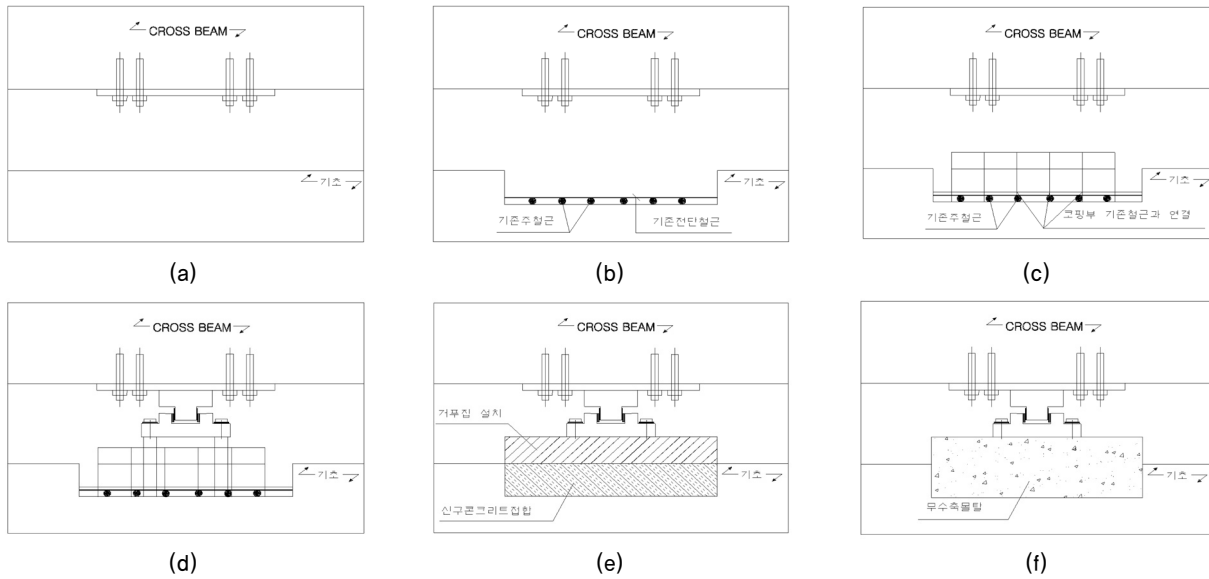 CROSS BEAM
기초
(a)
CROSS BEAM
기초
기존주철근
기존전단철근
(b)
CROSS BEAM
기초
기존주철근
코핑부 기존철근과 연결
(c)
CROSS BEAM
기초
(d)
CROSS BEAM
거푸집 설치
기초
신구콘크리트접합
(e)
CROSS BEAM
기초
무수축몰탈
(f)